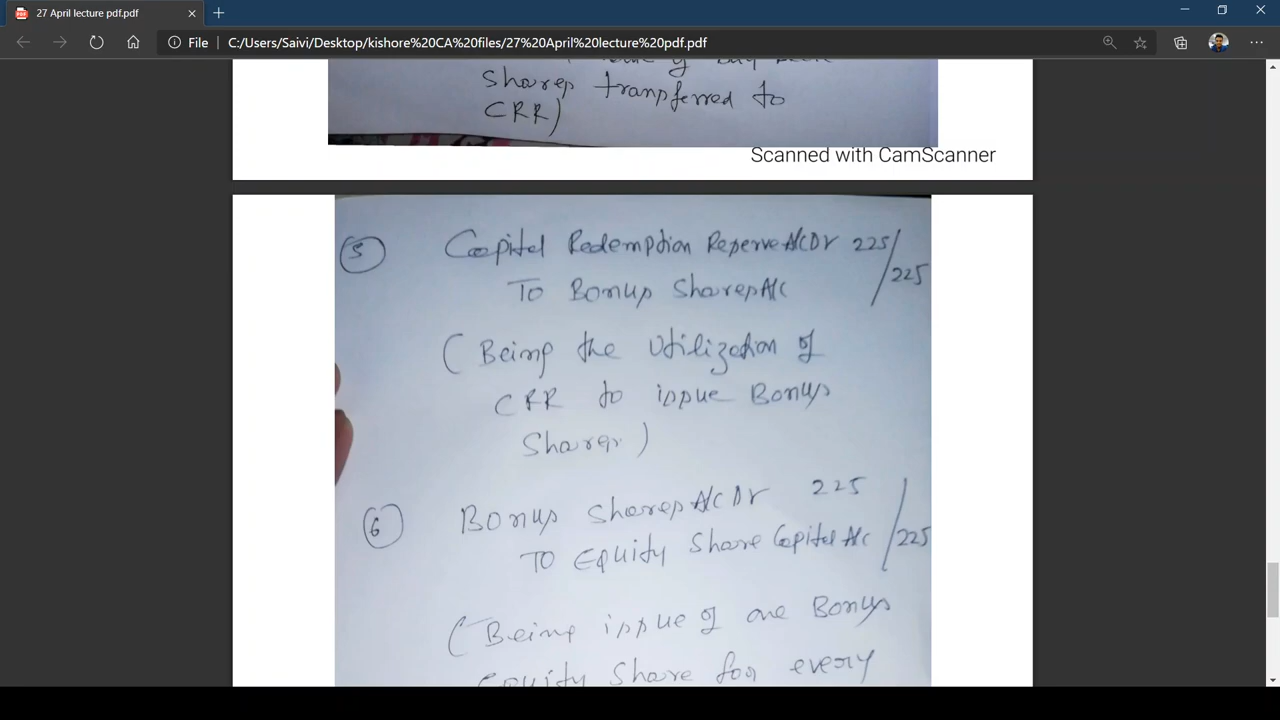 27 April lecture pdf.pdf
File C:/Users/Saivi/Desktop/kishore%20CA%20files/27%20April%20lecture%20pdf.pdf
Shares transferred to
CRR)
Scanned with CamScanner
5 Capital Redemption Reserve A/c Dr 225
To Bonus Shares A/c 225
(Being the Utilization of
CRR to issue Bonus
Shares)
6 Bonus Shares A/c Dr 225
To Equity Share Capital A/c 225
(Being issue of one Bonus
equity Share for every